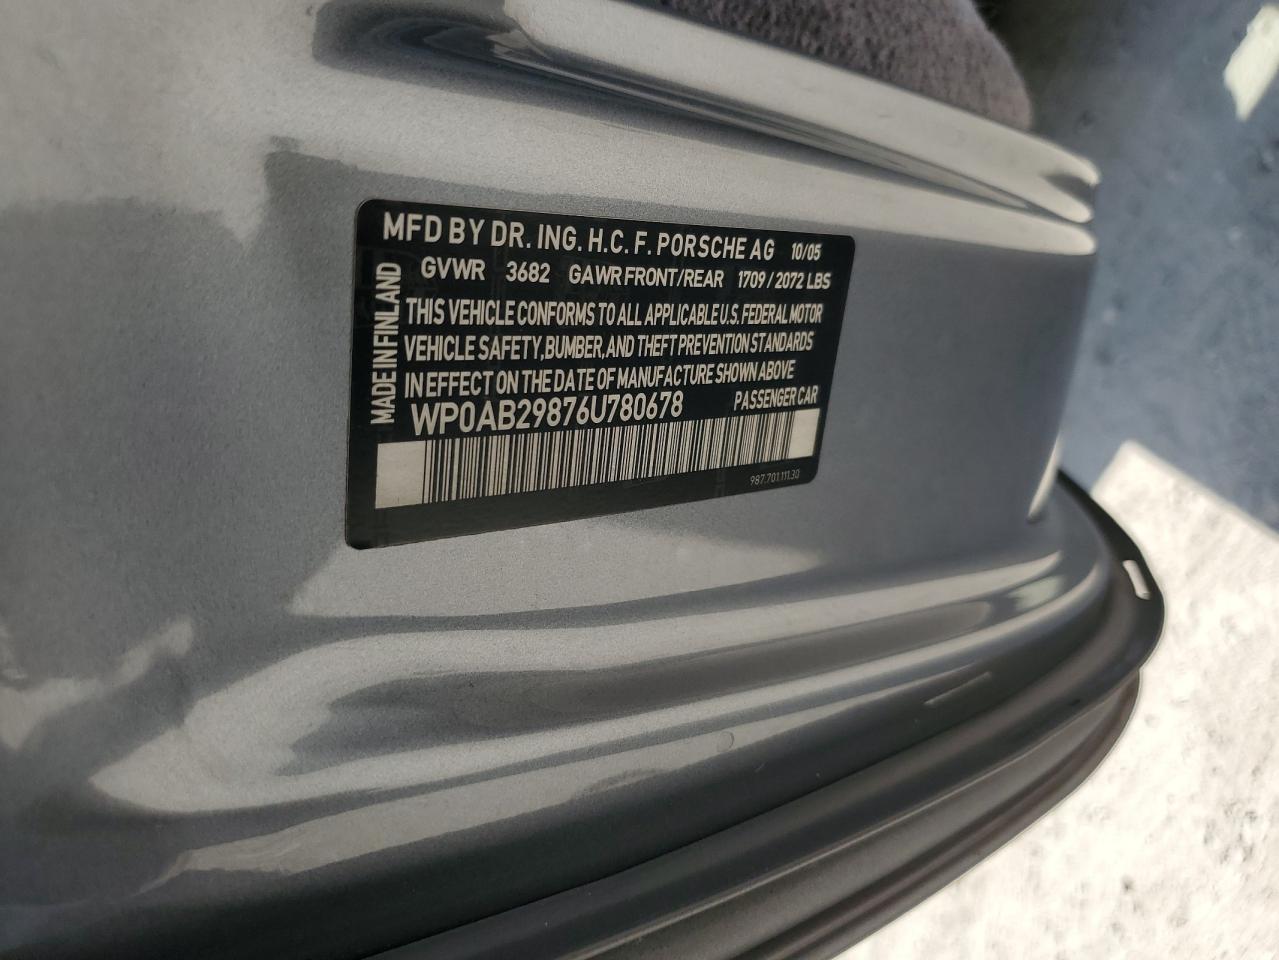 MFD BY DR. ING. H.C. F. PORSCHE AG 10/05
GVWR 3682 GAWR FRONT/REAR 1709/2072 LBS
THIS VEHICLE CONFORMS TO ALL APPLICABLE U.S. FEDERAL MOTOR
VEHICLE SAFETY, BUMBER, AND THEFT PREVENTION STANDARDS
IN EFFECT ON THE DATE OF MANUFACTURE SHOWN ABOVE
WP0AB29876U780678 PASSENGER CAR
987.701.111.30
MADE IN FINLAND